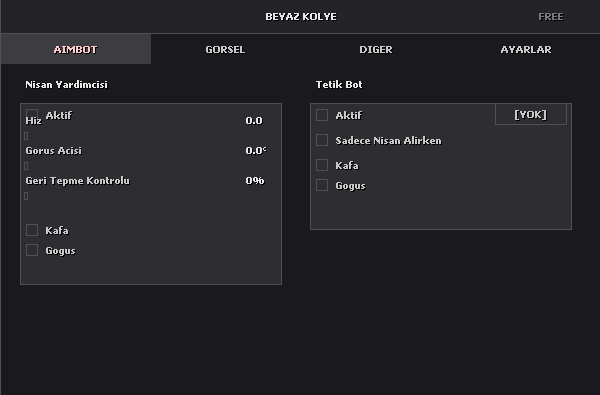 BEYAZ KOLYE FREE
AIMBOT GORSEL DIGER AYARLAR
Nisan Yardimcisi
Aktif
Hiz 0.0
Gorus Acisi 0.0°
Geri Tepme Kontrolu 0%
Kafa
Gogus
Tetik Bot
Aktif [YOK]
Sadece Nisan Alirken
Kafa
Gogus